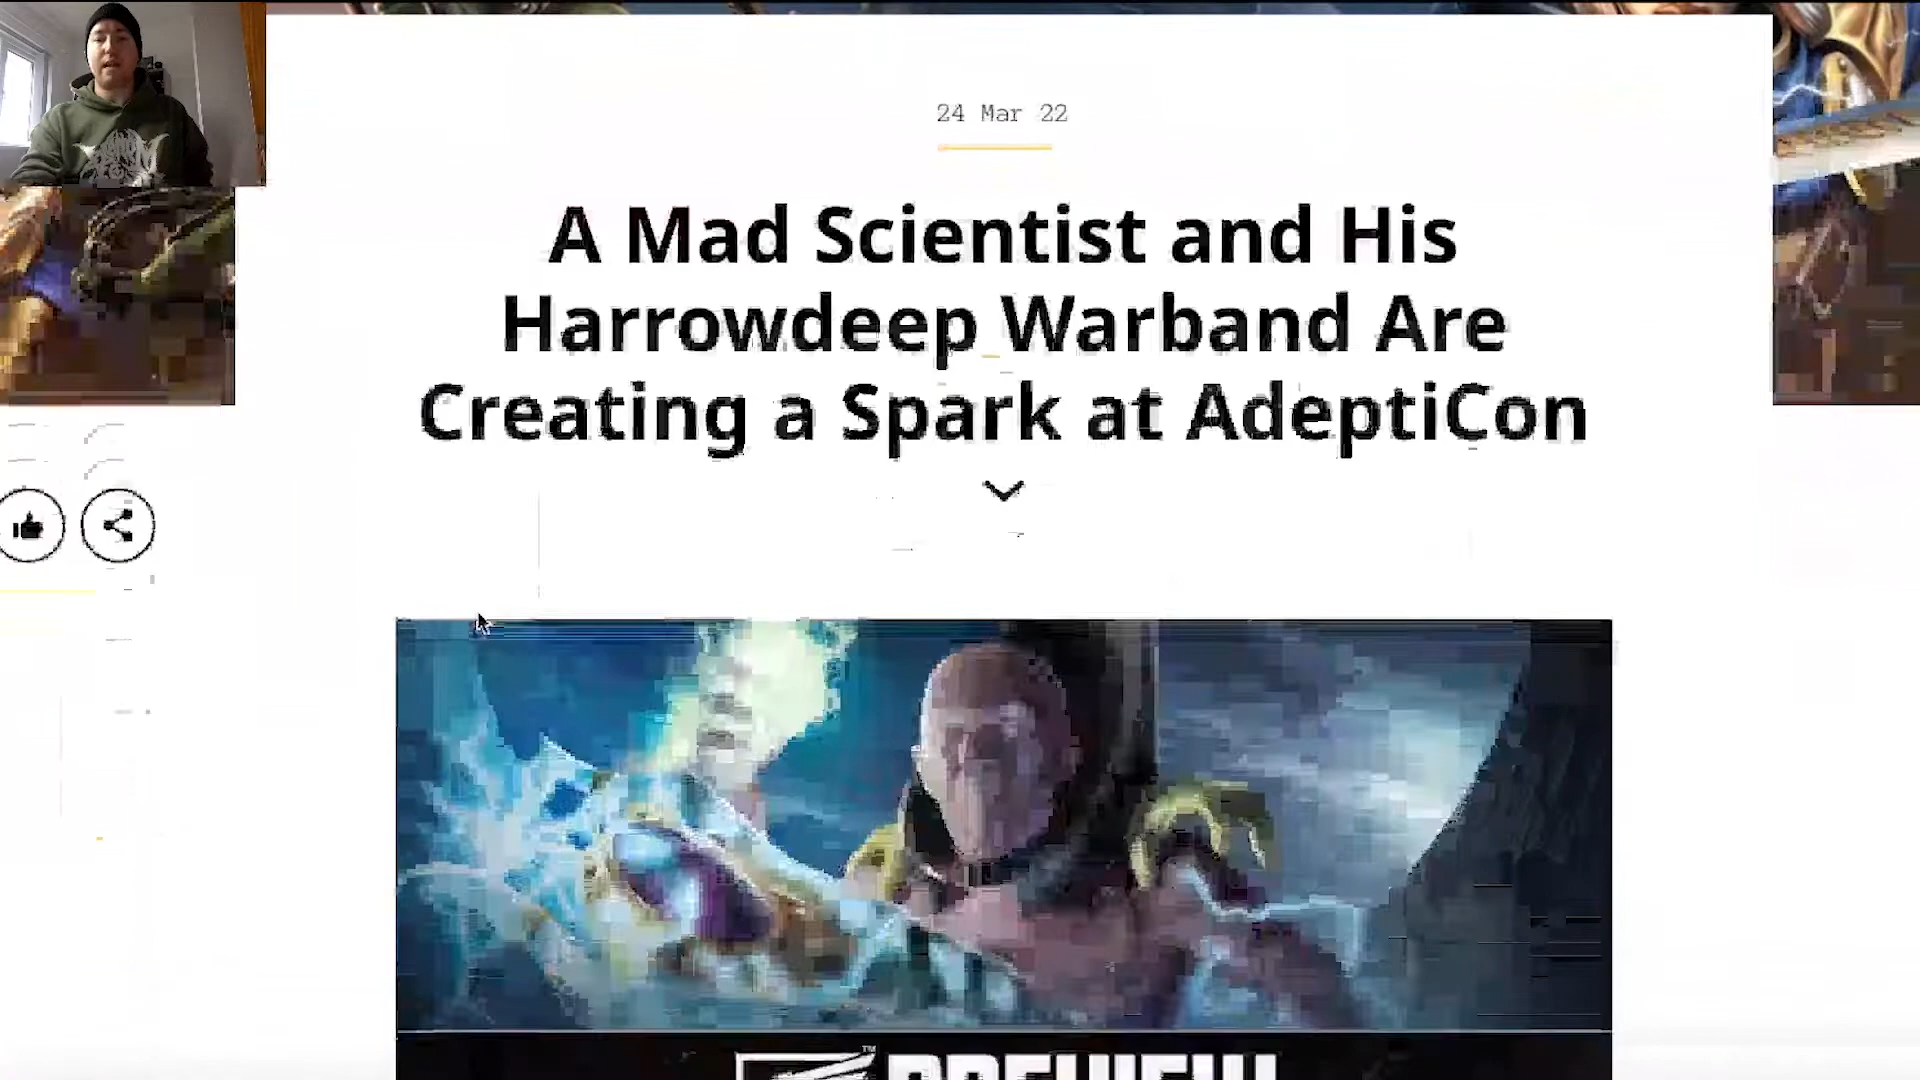 24 Mar 22
A Mad Scientist and His
Harrowdeep Warband Are
Creating a Spark at AdeptiCon
PREVIEW